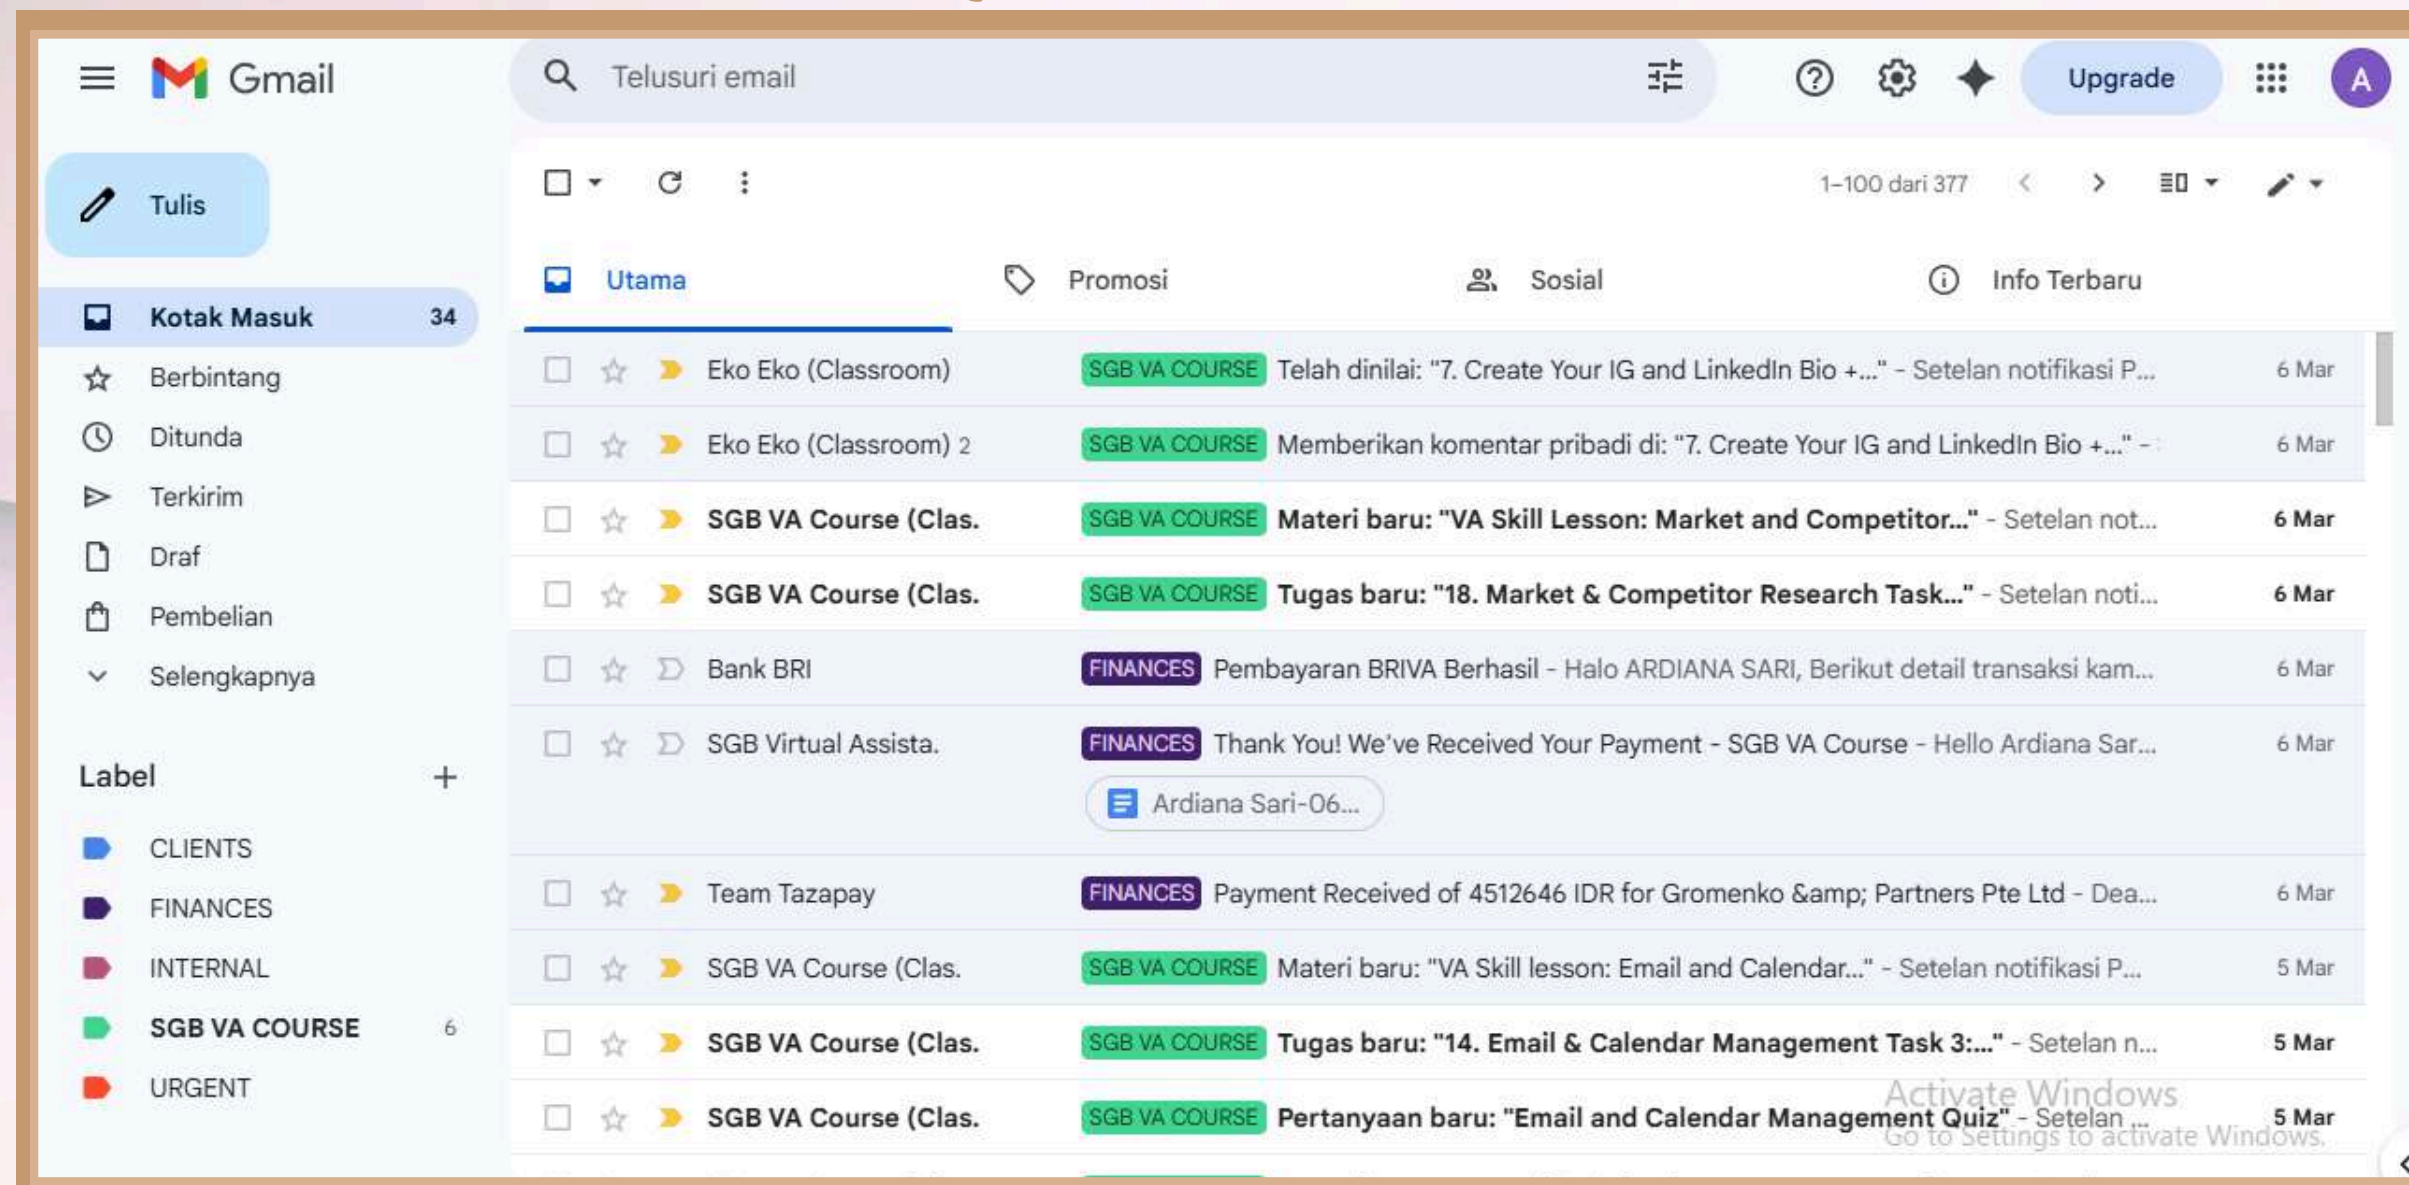 Gmail
Telusuri email
Upgrade
A
Tulis
1–100 dari 377
Utama
Promosi
Sosial
Info Terbaru
Kotak Masuk 34
Berbintang
Ditunda
Terkirim
Draf
Pembelian
Selengkapnya
Label
CLIENTS
FINANCES
INTERNAL
SGB VA COURSE 6
URGENT
Eko Eko (Classroom) SGB VA COURSE Telah dinilai: "7. Create Your IG and LinkedIn Bio +..." - Setelan notifikasi P... 6 Mar
Eko Eko (Classroom) 2 SGB VA COURSE Memberikan komentar pribadi di: "7. Create Your IG and LinkedIn Bio +..." - 6 Mar
SGB VA Course (Clas. SGB VA COURSE Materi baru: "VA Skill Lesson: Market and Competitor..." - Setelan not... 6 Mar
SGB VA Course (Clas. SGB VA COURSE Tugas baru: "18. Market & Competitor Research Task..." - Setelan noti... 6 Mar
Bank BRI FINANCES Pembayaran BRIVA Berhasil - Halo ARDIANA SARI, Berikut detail transaksi kam... 6 Mar
SGB Virtual Assista. FINANCES Thank You! We've Received Your Payment - SGB VA Course - Hello Ardiana Sar... 6 Mar
Ardiana Sari-06...
Team Tazapay FINANCES Payment Received of 4512646 IDR for Gromenko &amp; Partners Pte Ltd - Dea... 6 Mar
SGB VA Course (Clas. SGB VA COURSE Materi baru: "VA Skill lesson: Email and Calendar..." - Setelan notifikasi P... 5 Mar
SGB VA Course (Clas. SGB VA COURSE Tugas baru: "14. Email & Calendar Management Task 3:..." - Setelan n... 5 Mar
SGB VA Course (Clas. SGB VA COURSE Pertanyaan baru: "Email and Calendar Management Quiz" - Setelan ... 5 Mar
Activate Windows
Go to Settings to activate Windows.